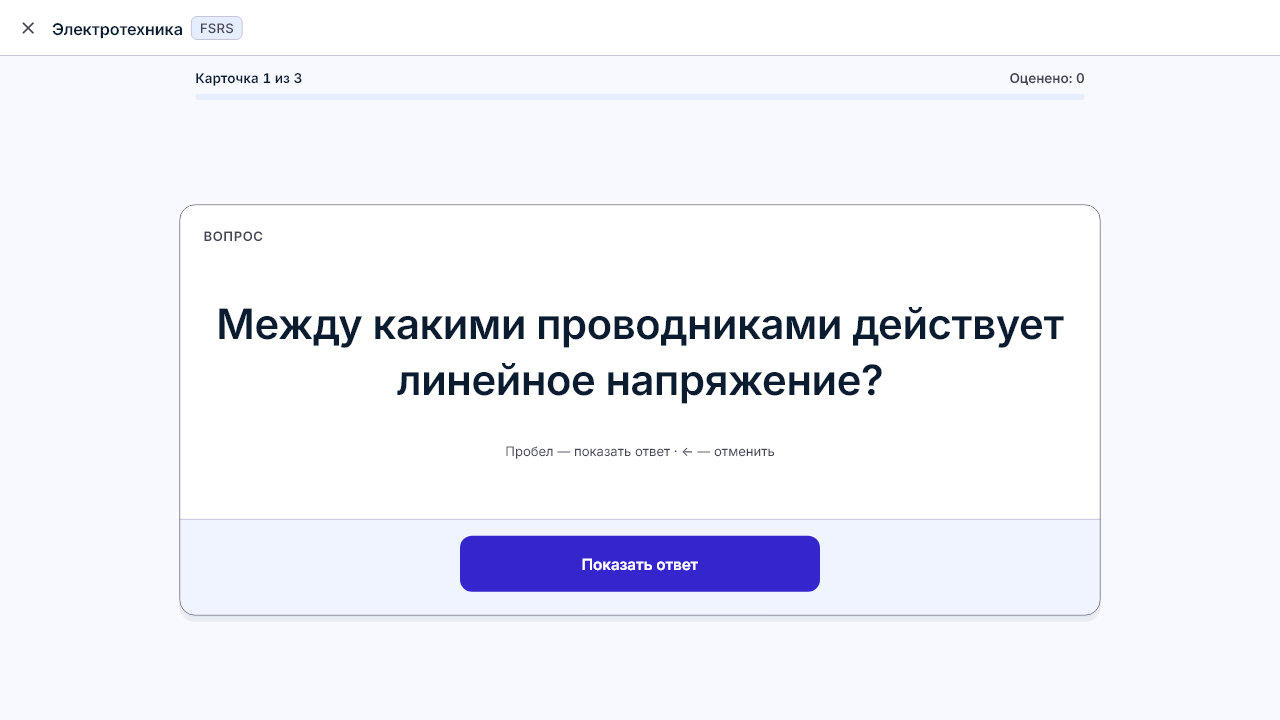 Электротехника FSRS
Карточка 1 из 3
Оценено: 0
ВОПРОС
Между какими проводниками действует
линейное напряжение?
Пробел — показать ответ · ← — отменить
Показать ответ